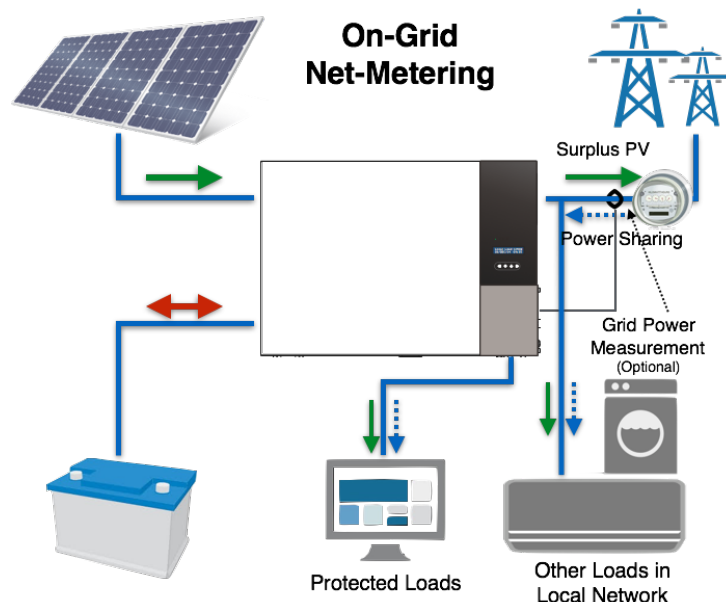 On-Grid
Net-Metering
Surplus PV
Power Sharing
Grid Power
Measurement
(Optional)
Protected Loads
Other Loads in
Local Network